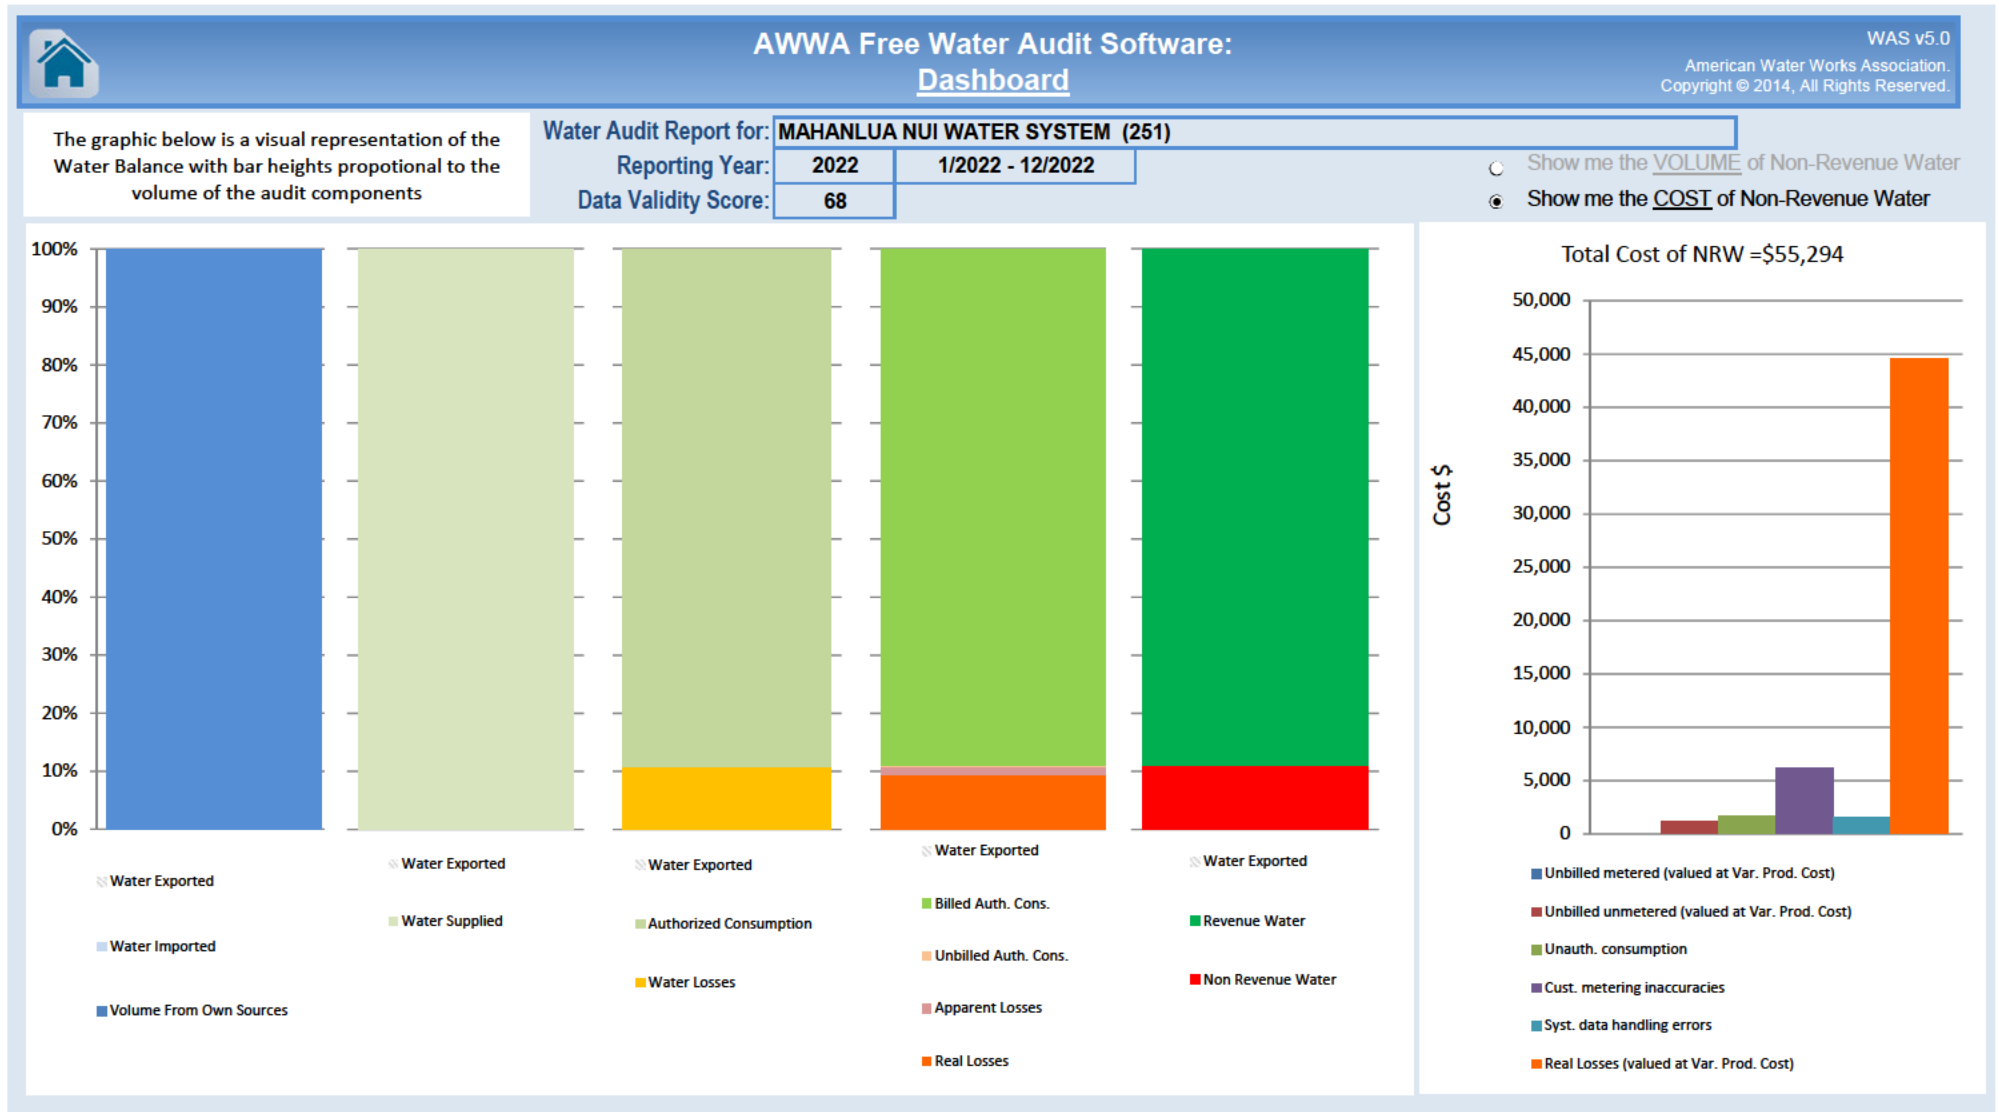 AWWA Free Water Audit Software:
Dashboard
WAS v5.0
American Water Works Association.
Copyright © 2014, All Rights Reserved.
The graphic below is a visual representation of the
Water Balance with bar heights propotional to the
volume of the audit components
Water Audit Report for: MAHANLUA NUI WATER SYSTEM (251)
Reporting Year: 2022 1/2022 - 12/2022
Data Validity Score: 68
Show me the VOLUME of Non-Revenue Water
Show me the COST of Non-Revenue Water
100%
90%
80%
70%
60%
50%
40%
30%
20%
10%
0%
Water Exported
Water Imported
Volume From Own Sources
Water Exported
Water Supplied
Water Exported
Authorized Consumption
Water Losses
Water Exported
Billed Auth. Cons.
Unbilled Auth. Cons.
Apparent Losses
Real Losses
Water Exported
Revenue Water
Non Revenue Water
Total Cost of NRW =$55,294
Cost $
50,000
45,000
40,000
35,000
30,000
25,000
20,000
15,000
10,000
5,000
0
Unbilled metered (valued at Var. Prod. Cost)
Unbilled unmetered (valued at Var. Prod. Cost)
Unauth. consumption
Cust. metering inaccuracies
Syst. data handling errors
Real Losses (valued at Var. Prod. Cost)